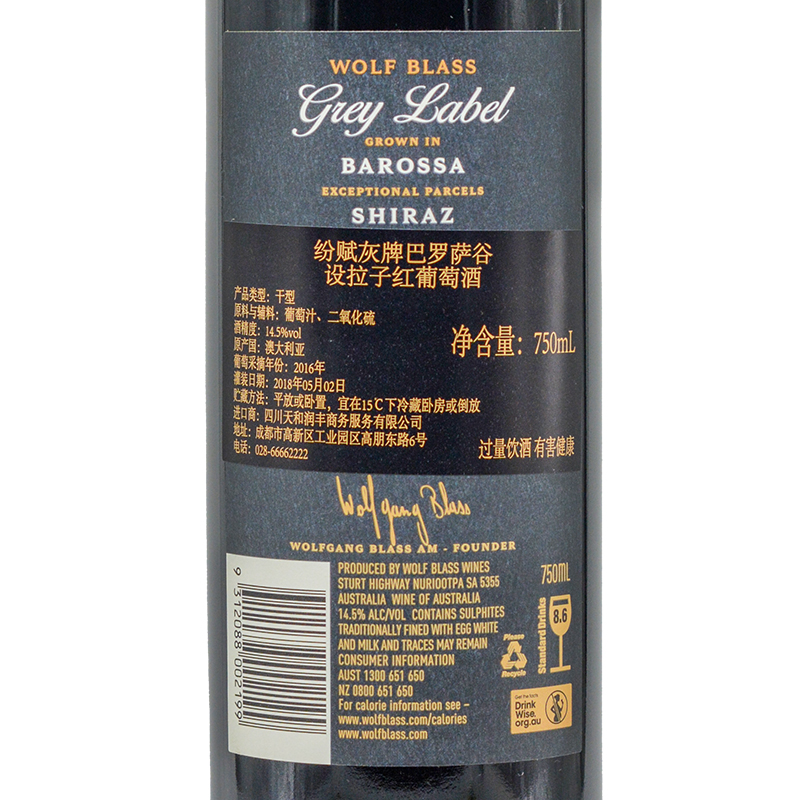 WOLF BLASS
Grey Label
GROWN IN
BAROSSA
EXCEPTIONAL PARCELS
SHIRAZ
纷赋灰牌巴罗萨谷
设拉子红葡萄酒
产品类型：干型
原料与辅料：葡萄汁、二氧化硫
酒精度：14.5%vol
原产国：澳大利亚
葡萄采摘年份：2016年
灌装日期：2018年05月02日
贮藏方法：平放或卧置，宜在15℃下冷藏卧房或倒放
进口商：四川天和润丰商务服务有限公司
地址：成都市高新区工业园区高朋东路6号
电话：028-66662222
净含量：750mL
过量饮酒 有害健康
Wolfgang Blass
WOLFGANG BLASS AM - FOUNDER
PRODUCED BY WOLF BLASS WINES
STURT HIGHWAY NURIOOTPA SA 5355
AUSTRALIA WINE OF AUSTRALIA
14.5% ALC/VOL CONTAINS SULPHITES
TRADITIONALLY FINED WITH EGG WHITE
AND MILK AND TRACES MAY REMAIN
CONSUMER INFORMATION
AUST 1300 651 650
NZ 0800 651 650
For calorie information see –
www.wolfblass.com/calories
www.wolfblass.com
750mL
Standard Drinks
8.6
Please
Recycle
Get the facts
Drink
Wise.
org.au
9 312088 002199